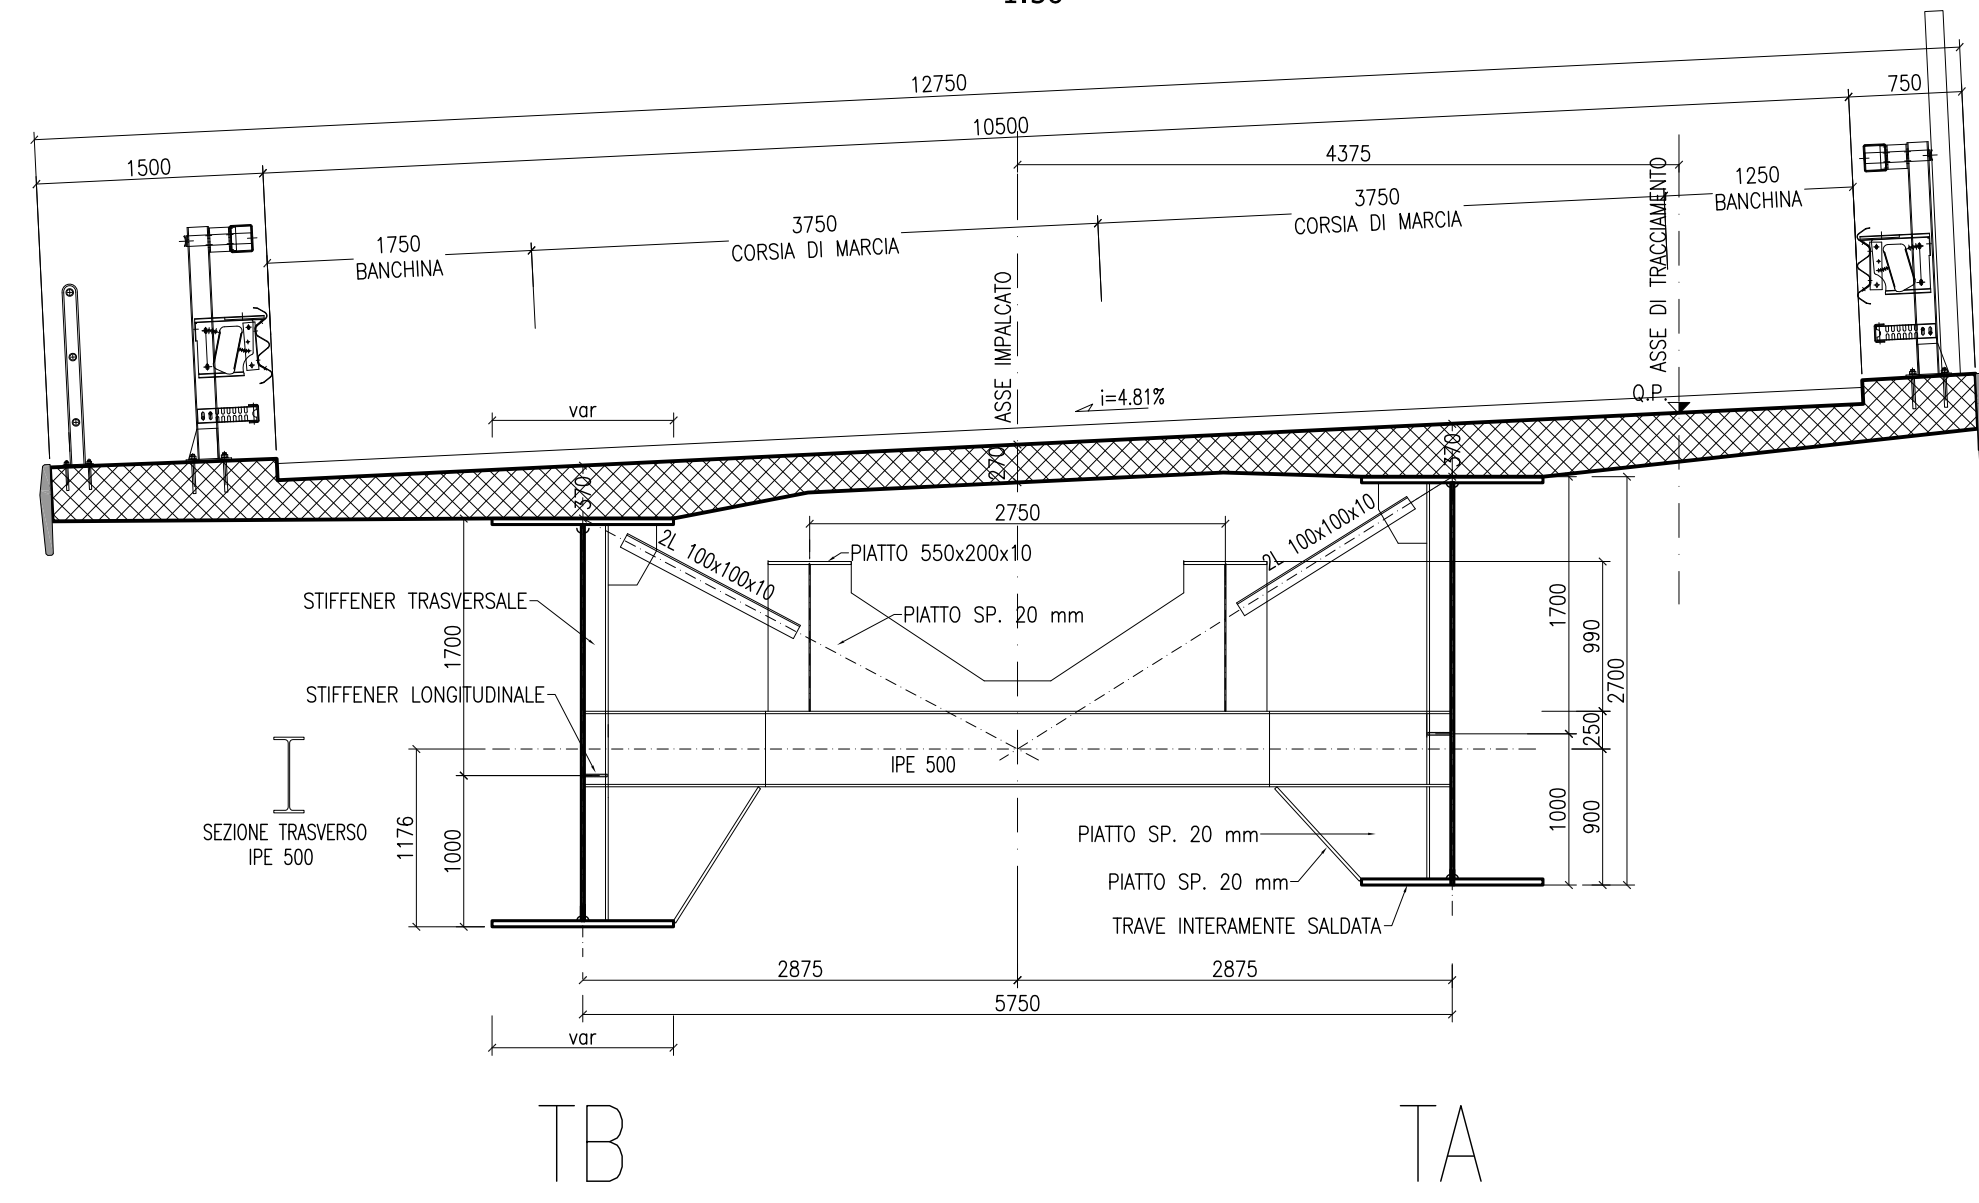 12750
750
10500
1500
4375
1250
BANCHINA
3750
CORSIA DI MARCIA
3750
CORSIA DI MARCIA
1750
BANCHINA
ASSE IMPALCATO
ASSE DI TRACCIAMENTO
Q.P.
i=4.81%
var
370
270
370
2750
2L 100x100x10
2L 100x100x10
PIATTO 550x200x10
PIATTO SP. 20 mm
STIFFENER TRASVERSALE
STIFFENER LONGITUDINALE
1700
1700
990
2700
250
IPE 500
SEZIONE TRASVERSO
IPE 500
1176
1000
1000
900
PIATTO SP. 20 mm
PIATTO SP. 20 mm
TRAVE INTERAMENTE SALDATA
2875
2875
5750
var
TB
TA